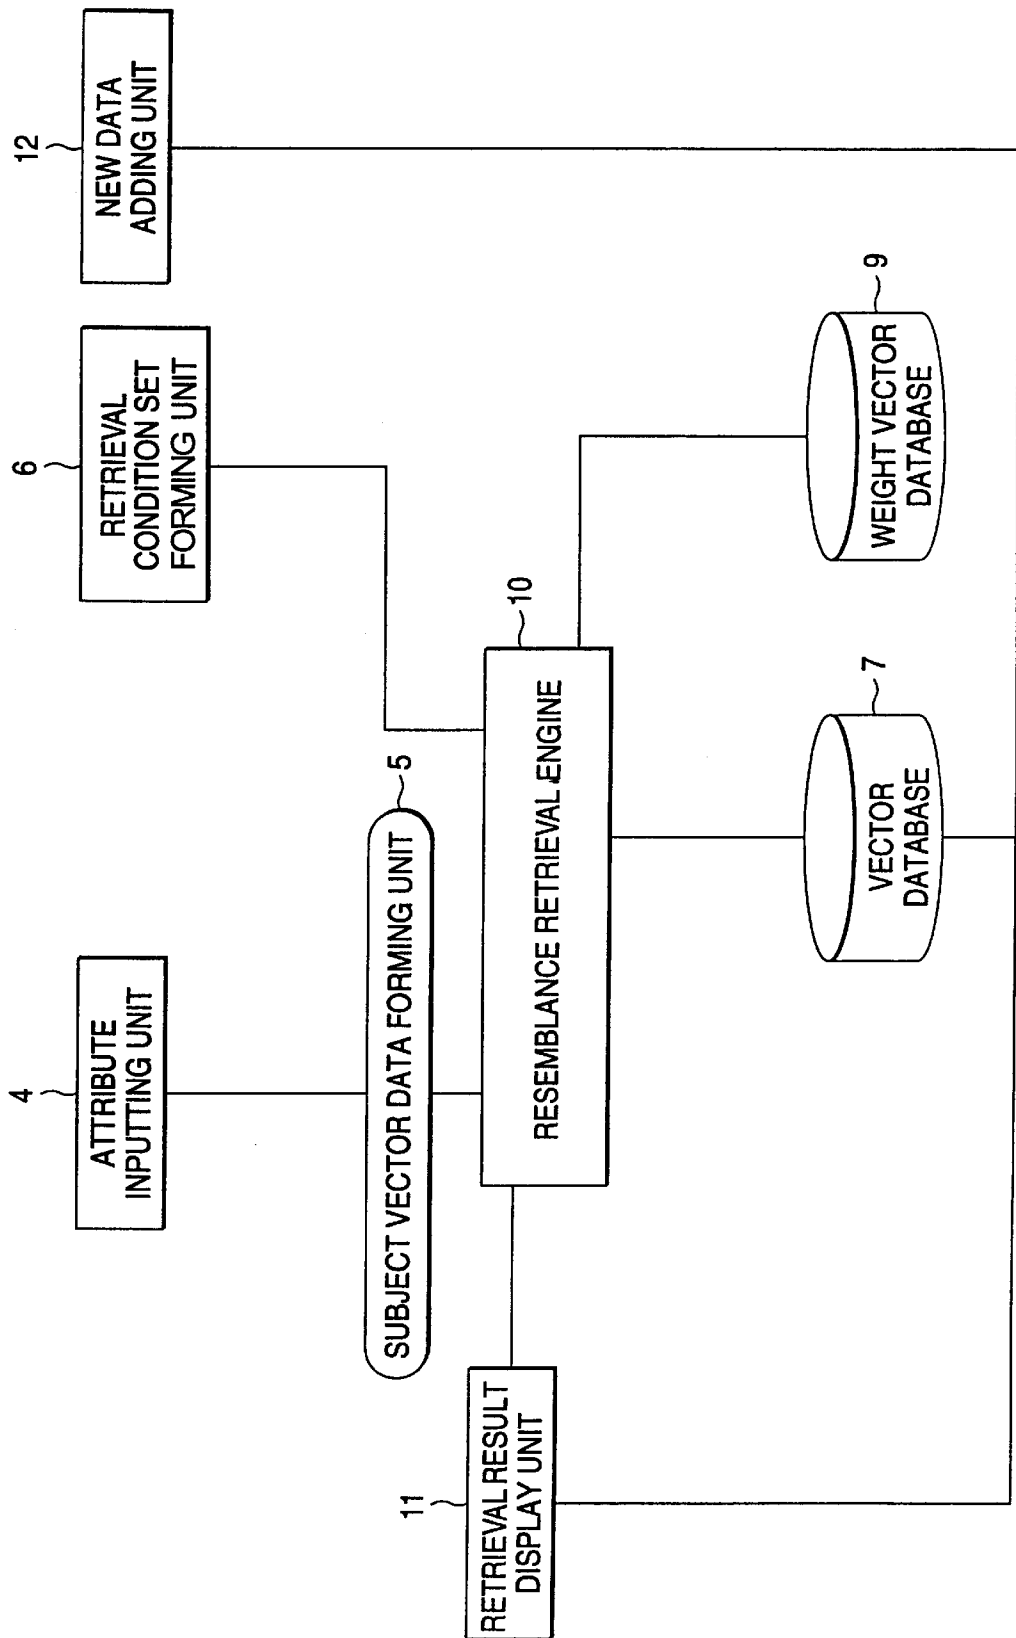 4
ATTRIBUTE
INPUTTING UNIT
6
RETRIEVAL
CONDITION SET
FORMING UNIT
12
NEW DATA
ADDING UNIT
SUBJECT VECTOR DATA FORMING UNIT
5
11
RETRIEVAL RESULT
DISPLAY UNIT
RESEMBLANCE RETRIEVAL ENGINE
10
VECTOR
DATABASE
7
WEIGHT VECTOR
DATABASE
9